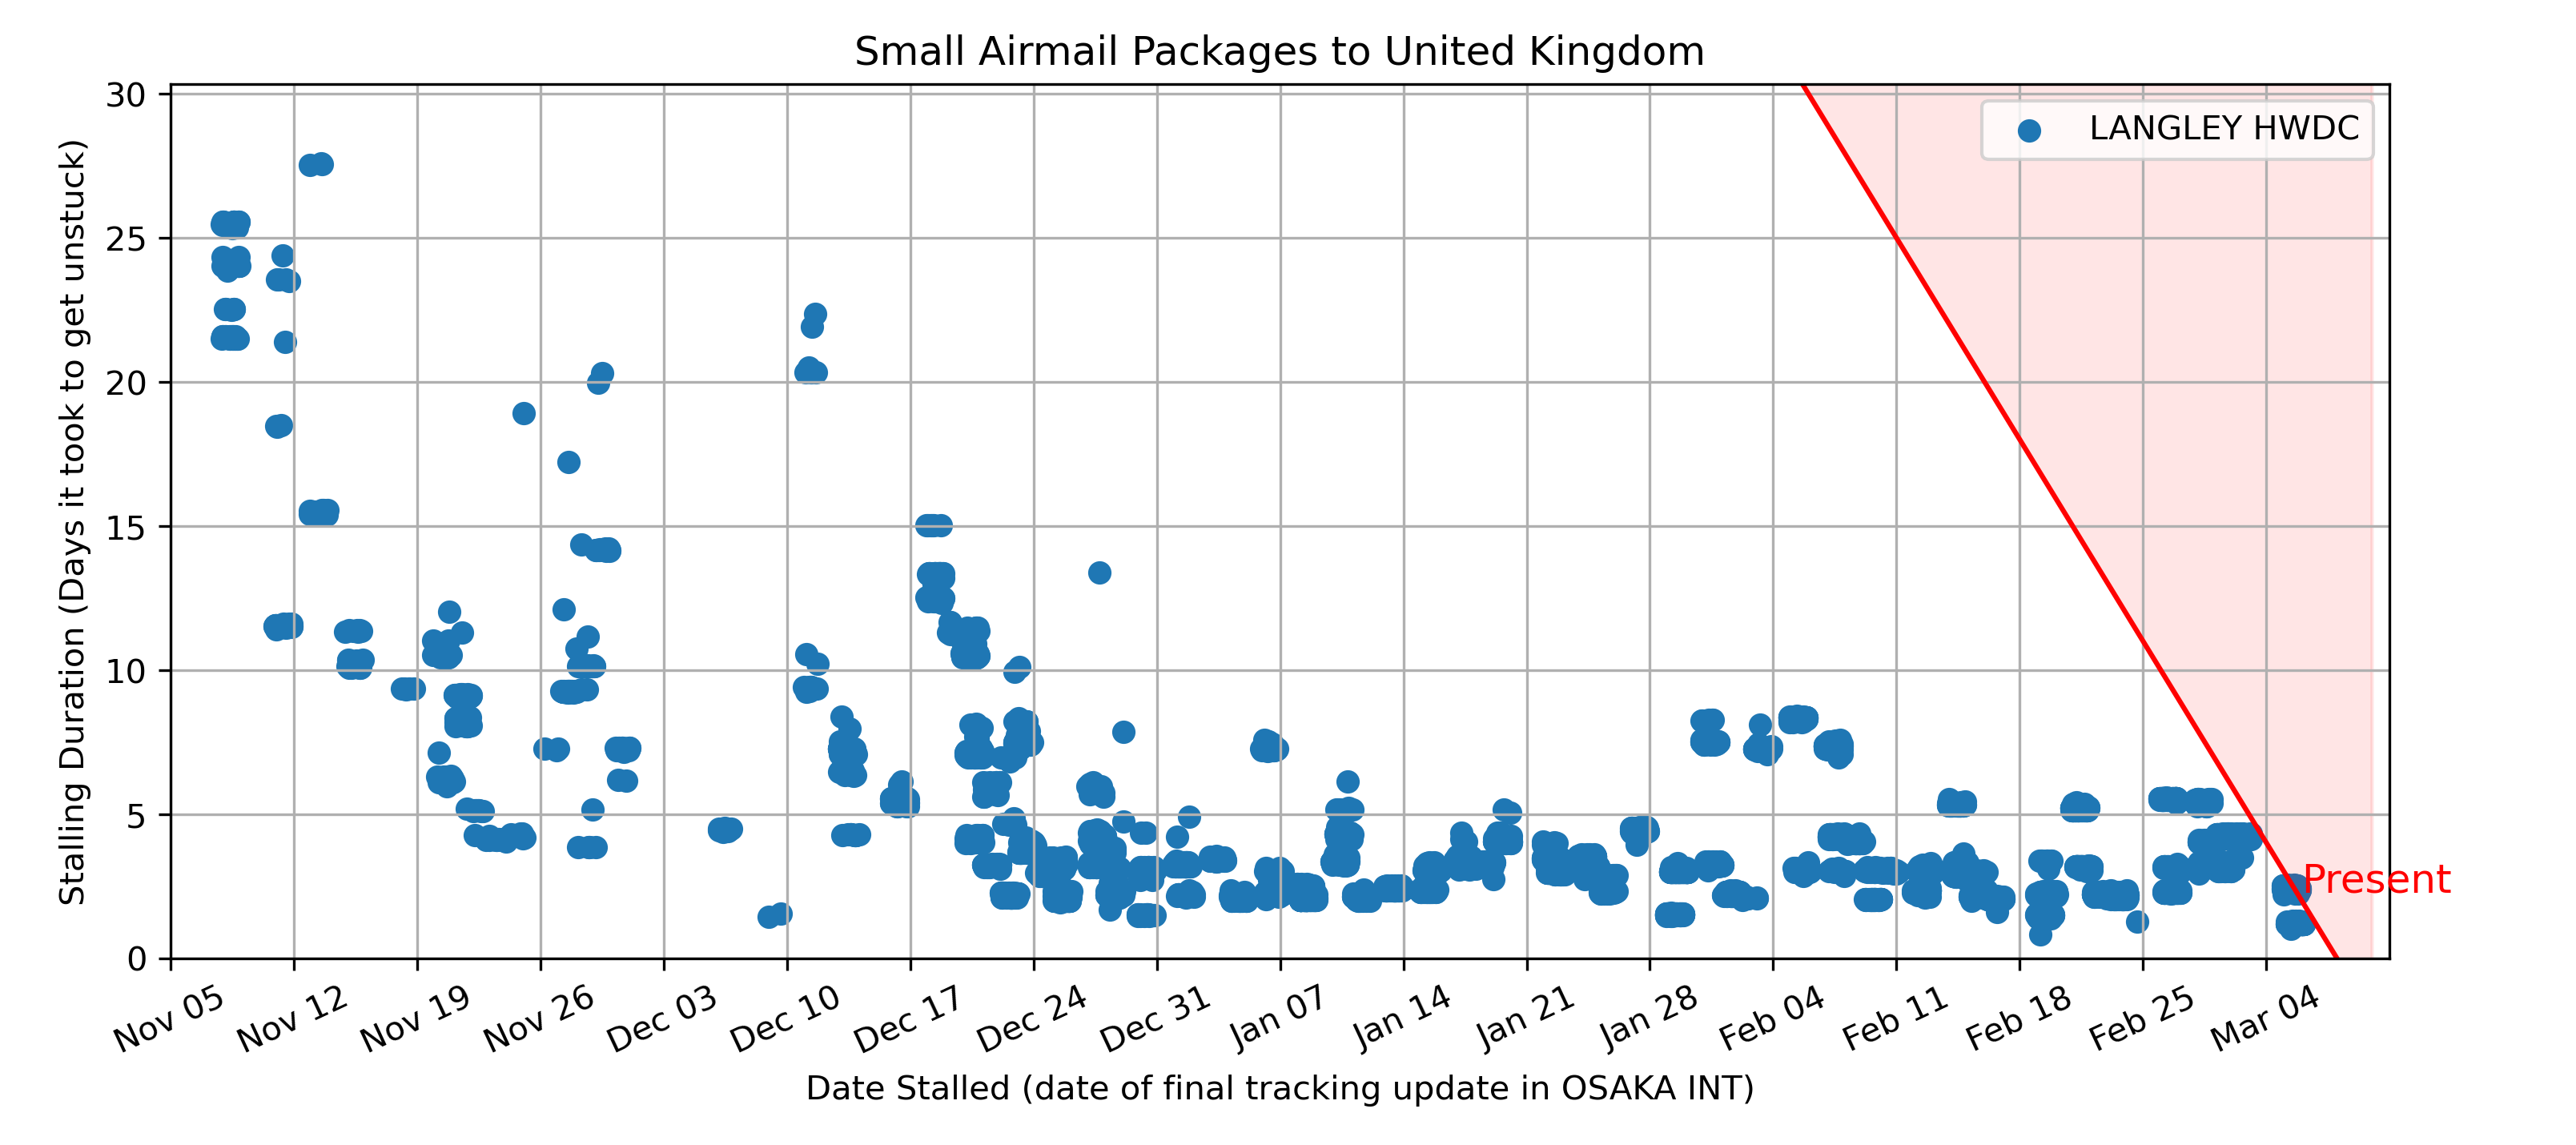 Small Airmail Packages to United Kingdom
LANGLEY HWDC
Stalling Duration (Days it took to get unstuck)
30
25
20
15
10
5
0
Present
Nov 05
Nov 12
Nov 19
Nov 26
Dec 03
Dec 10
Dec 17
Dec 24
Dec 31
Jan 07
Jan 14
Jan 21
Jan 28
Feb 04
Feb 11
Feb 18
Feb 25
Mar 04
Date Stalled (date of final tracking update in OSAKA INT)